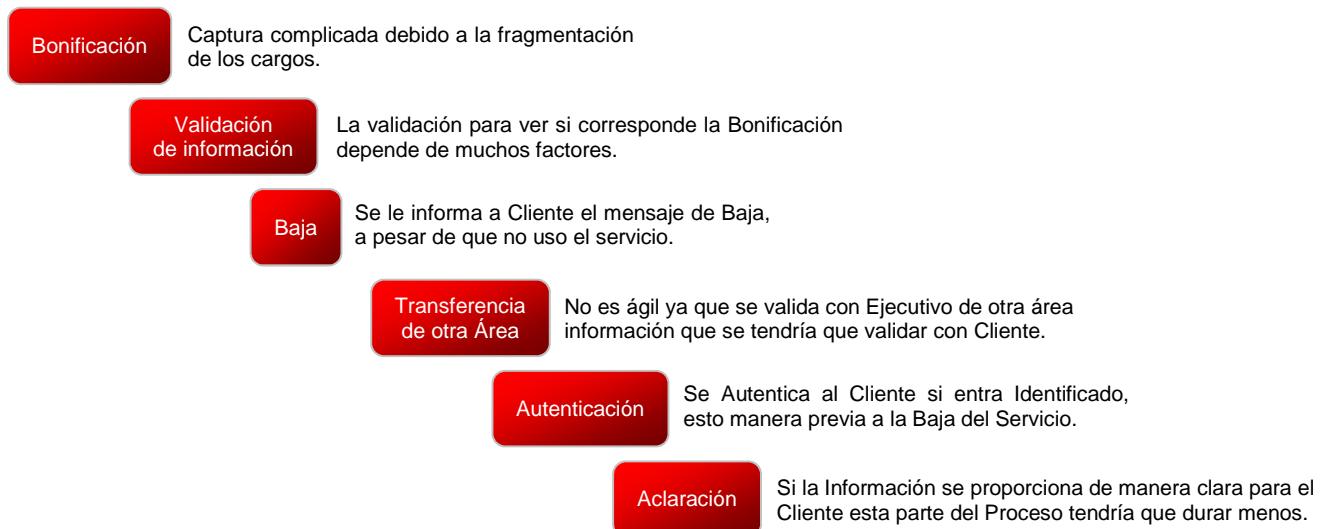 Bonificación
Captura complicada debido a la fragmentación
de los cargos.
Validación
de información
La validación para ver si corresponde la Bonificación
depende de muchos factores.
Baja
Se le informa a Cliente el mensaje de Baja,
a pesar de que no uso el servicio.
Transferencia
de otra Área
No es ágil ya que se valida con Ejecutivo de otra área
información que se tendría que validar con Cliente.
Autenticación
Se Autentica al Cliente si entra Identificado,
esto manera previa a la Baja del Servicio.
Aclaración
Si la Información se proporciona de manera clara para el
Cliente esta parte del Proceso tendría que durar menos.